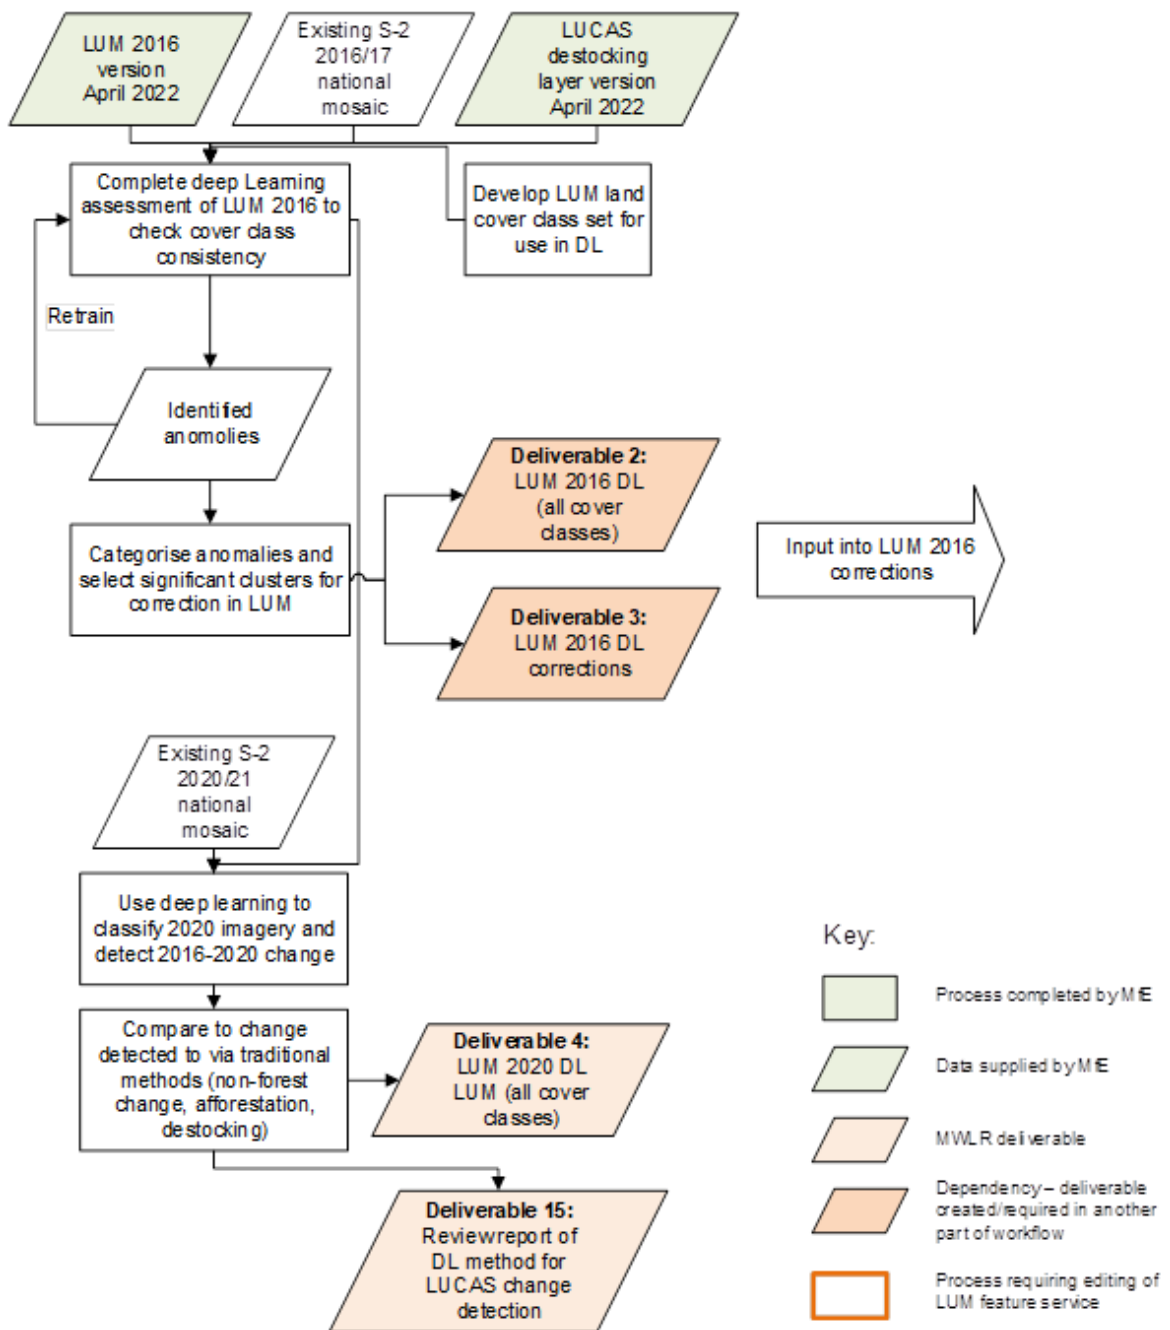 LUM 2016
version
April 2022
Existing S-2
2016/17
national
mosaic
LUCAS
destocking
layer version
April 2022
Complete deep Learning
assessment of LUM 2016 to
check cover class
consistency
Develop LUM land
cover class set for
use in DL
Retrain
Identified
anomolies
Categorise anomalies and
select significant clusters for
correction in LUM
Deliverable 2:
LUM 2016 DL
(all cover
classes)
Deliverable 3:
LUM 2016 DL
corrections
Input into LUM 2016
corrections
Existing S-2
2020/21
national
mosaic
Use deep learning to
classify 2020 imagery and
detect 2016-2020 change
Compare to change
detected to via traditional
methods (non-forest
change, afforestation,
destocking)
Deliverable 4:
LUM 2020 DL
LUM (all cover
classes)
Deliverable 15:
Review report of
DL method for
LUCAS change
detection
Key:
Process completed by MfE
Data supplied by MfE
MWLR deliverable
Dependency – deliverable
created/required in another
part of workflow
Process requiring editing of
LUM feature service